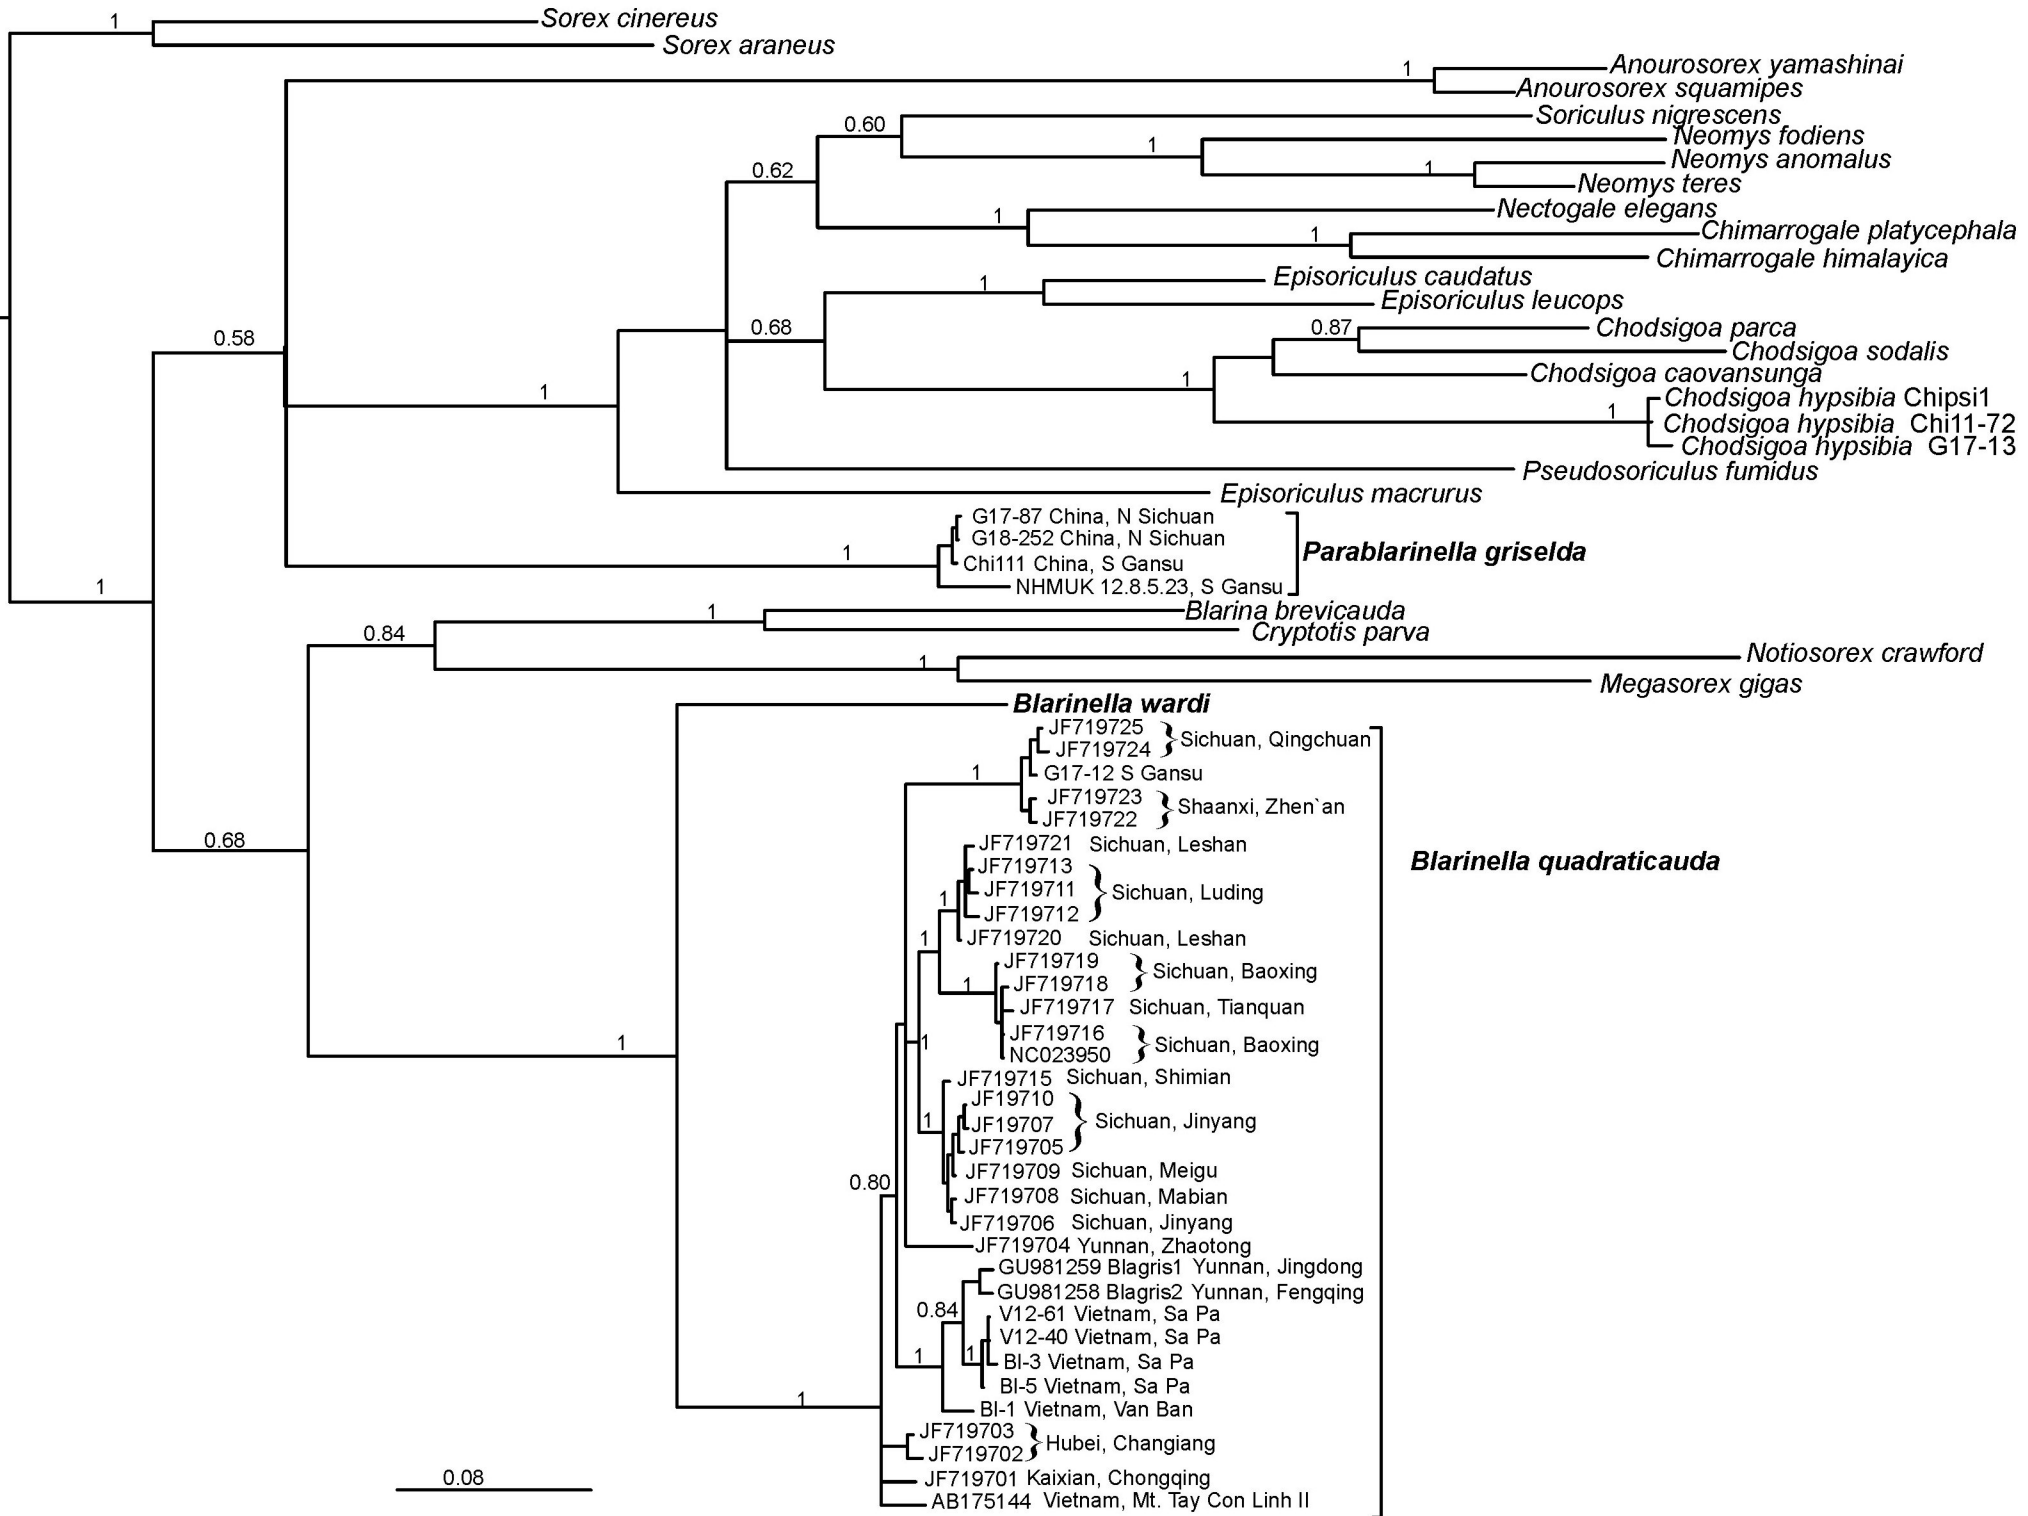 1
Sorex cinereus
Sorex araneus
1
Anourosorex yamashinai
Anourosorex squamipes
0.60
Soriculus nigrescens
1
Neomys fodiens
1
Neomys anomalus
0.62
Neomys teres
1
Nectogale elegans
1
Chimarrogale platycephala
Chimarrogale himalayica
1
Episoriculus caudatus
Episoriculus leucops
0.58
0.68
0.87
Chodsigoa parca
Chodsigoa sodalis
1
Chodsigoa caovansunga
1
Chodsigoa hypsibia Chipsi1
1
Chodsigoa hypsibia Chi11-72
Chodsigoa hypsibia G17-13
Pseudosoriculus fumidus
Episoriculus macrurus
G17-87 China, N Sichuan
G18-252 China, N Sichuan
1
Parablarinella griselda
Chi111 China, S Gansu
1
NHMUK 12.8.5.23, S Gansu
1
Blarina brevicauda
0.84
Cryptotis parva
1
Notiosorex crawford
Megasorex gigas
Blarinella wardi
JF719725
Sichuan, Qingchuan
JF719724
1
G17-12 S Gansu
JF719723
Shaanxi, Zhen`an
JF719722
0.68
JF719721 Sichuan, Leshan
Blarinella quadraticauda
JF719713
JF719711
Sichuan, Luding
1
JF719712
1
JF719720 Sichuan, Leshan
JF719719
Sichuan, Baoxing
1
JF719718
JF719717 Sichuan, Tianquan
JF719716
1
1
Sichuan, Baoxing
NC023950
JF719715 Sichuan, Shimian
JF19710
1
JF19707
Sichuan, Jinyang
JF719705
JF719709 Sichuan, Meigu
0.80
JF719708 Sichuan, Mabian
JF719706 Sichuan, Jinyang
JF719704 Yunnan, Zhaotong
GU981259 Blagris1 Yunnan, Jingdong
GU981258 Blagris2 Yunnan, Fengqing
0.84
V12-61 Vietnam, Sa Pa
V12-40 Vietnam, Sa Pa
1
1
BI-3 Vietnam, Sa Pa
BI-5 Vietnam, Sa Pa
1
BI-1 Vietnam, Van Ban
JF719703
Hubei, Changiang
JF719702
0.08
JF719701 Kaixian, Chongqing
AB175144 Vietnam, Mt. Tay Con Linh II